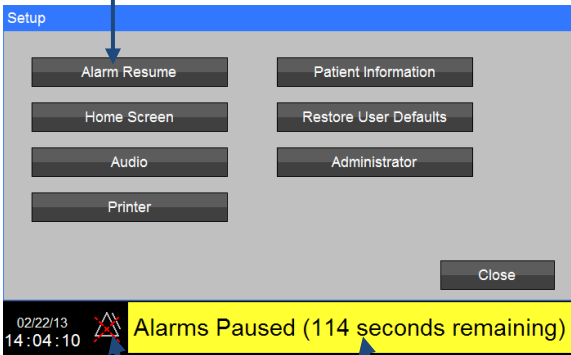 Setup
Alarm Resume
Patient Information
Home Screen
Restore User Defaults
Audio
Administrator
Printer
Close
02/22/13
14:04:10
Alarms Paused (114 seconds remaining)